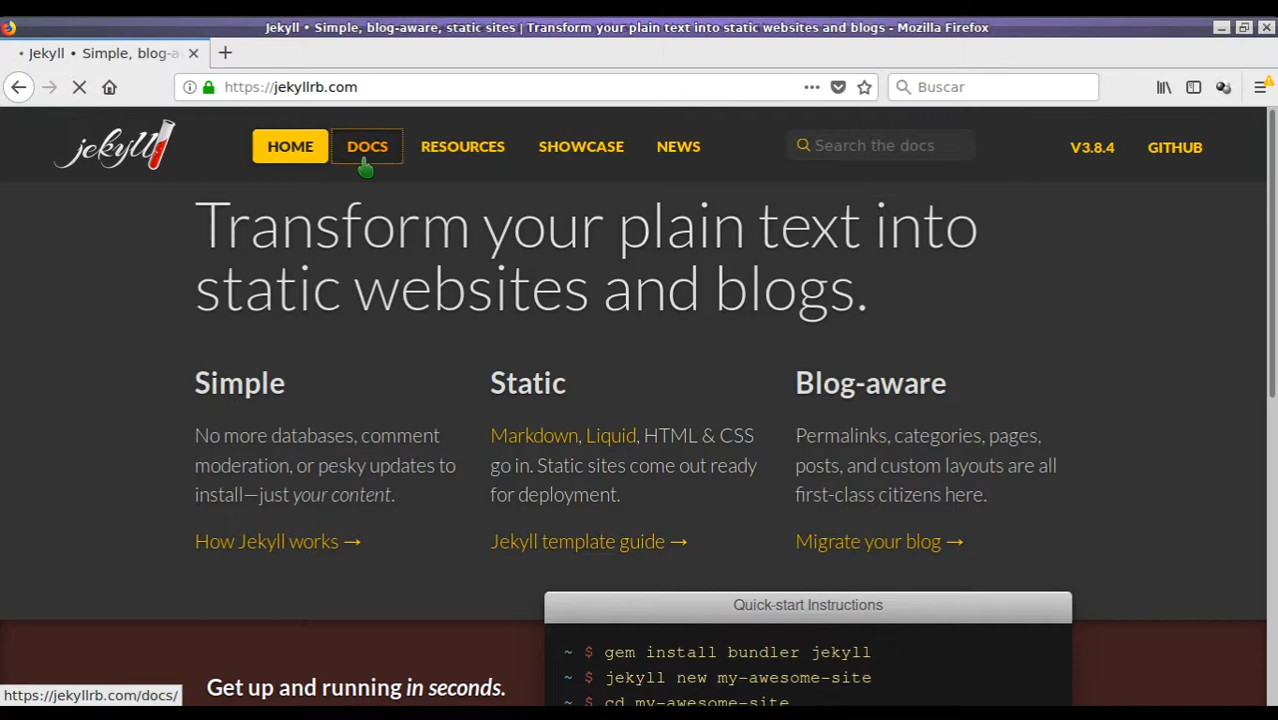 Jekyll • Simple, blog-aware, static sites | Transform your plain text into static websites and blogs - Mozilla Firefox
Jekyll • Simple, blog-a
https://jekyllrb.com
Buscar
jekyll
HOME
DOCS
RESOURCES
SHOWCASE
NEWS
Search the docs
V3.8.4
GITHUB
Transform your plain text into
static websites and blogs.
Simple
No more databases, comment
moderation, or pesky updates to
install—just your content.
How Jekyll works →
Static
Markdown, Liquid, HTML & CSS
go in. Static sites come out ready
for deployment.
Jekyll template guide →
Blog-aware
Permalinks, categories, pages,
posts, and custom layouts are all
first-class citizens here.
Migrate your blog →
Quick-start Instructions
~ $ gem install bundler jekyll
~ $ jekyll new my-awesome-site
~ $ cd my-awesome-site
Get up and running in seconds.
https://jekyllrb.com/docs/